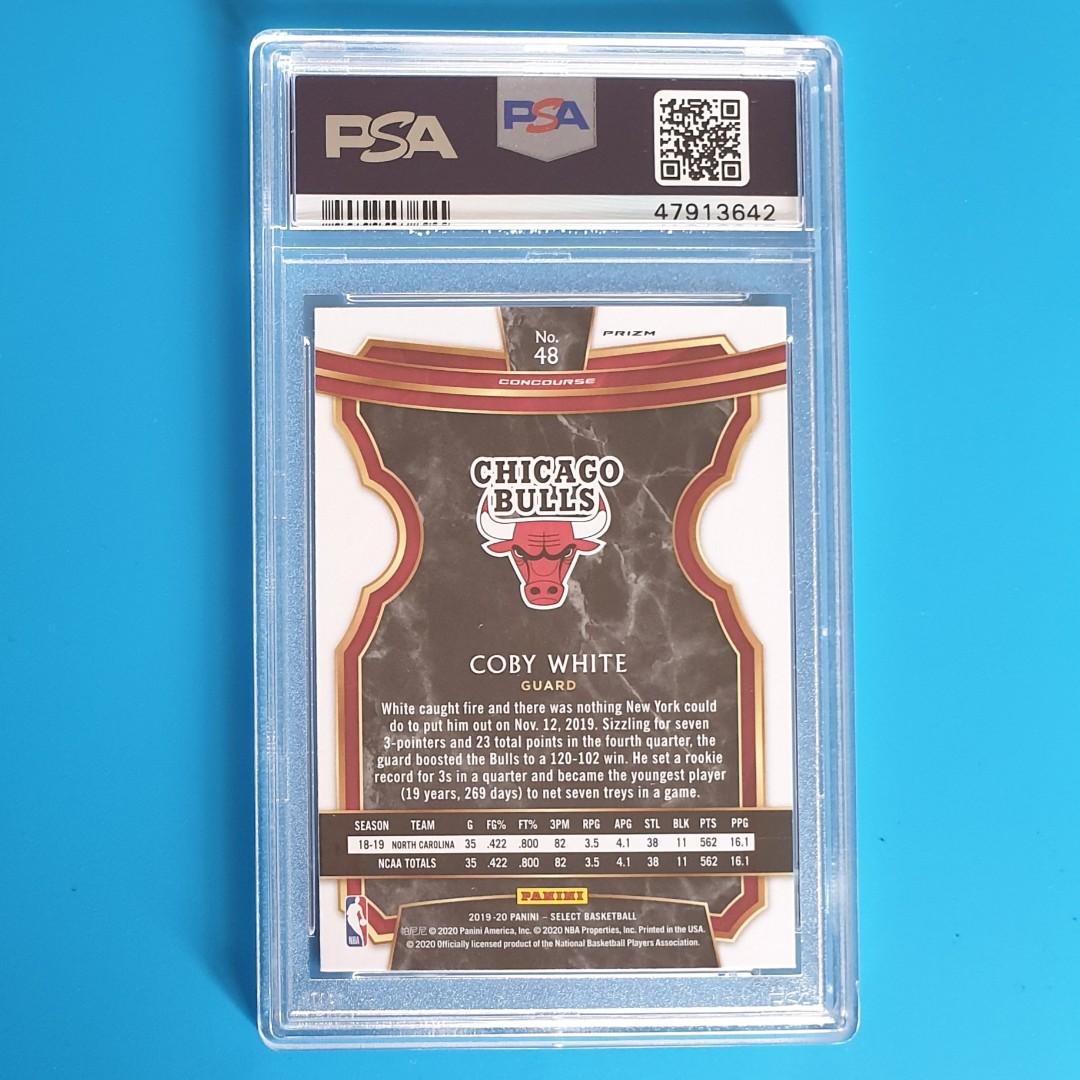 PSA
PSA
47913642
No.
48
PRIZM
CONCOURSE
CHICAGO
BULLS
COBY WHITE
GUARD
White caught fire and there was nothing New York could
do to put him out on Nov. 12, 2019. Sizzling for seven
3-pointers and 23 total points in the fourth quarter, the
guard boosted the Bulls to a 120-102 win. He set a rookie
record for 3s in a quarter and became the youngest player
(19 years, 269 days) to net seven treys in a game.
SEASON TEAM G FG% FT% 3PM RPG APG STL BLK PTS PPG
18-19 NORTH CAROLINA 35 .422 .800 82 3.5 4.1 38 11 562 16.1
NCAA TOTALS 35 .422 .800 82 3.5 4.1 38 11 562 16.1
PANINI
2019-20 PANINI – SELECT BASKETBALL
帕尼尼 © 2020 Panini America, Inc. © 2020 NBA Properties, Inc. Printed in the USA.
© 2020 Officially licensed product of the National Basketball Players Association.
NBA